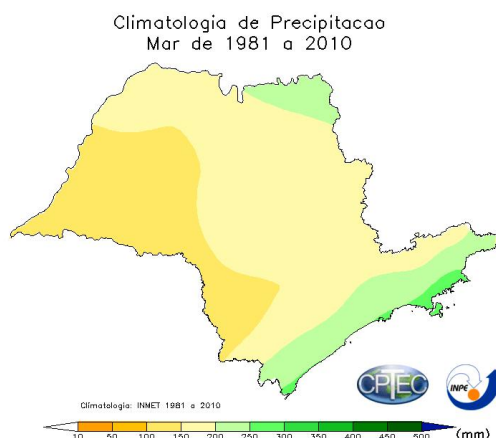 Climatologia de Precipitacao
Mar de 1981 a 2010
CPTEC
INPE
Climatologia: INMET 1981 a 2010
10 50 100 150 200 250 300 350 400 450 500 (mm)